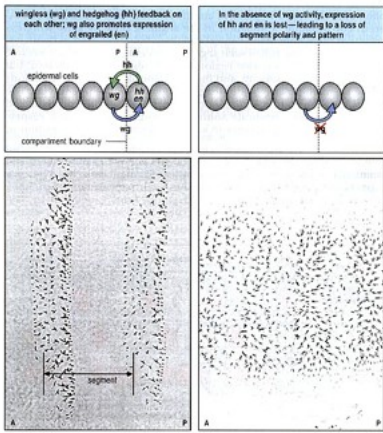 wingless (wg) and hedgehog (hh) feedback on
each other; wg also promotes expression
of engrailed (en)
A
P
A
hh
epidermal cells
wg
hh
en
wg
compartment boundary
segment
A
P
In the absence of wg activity, expression
of hh and en is lost—leading to a loss of
segment polarity and pattern
A
P
wg
A
P